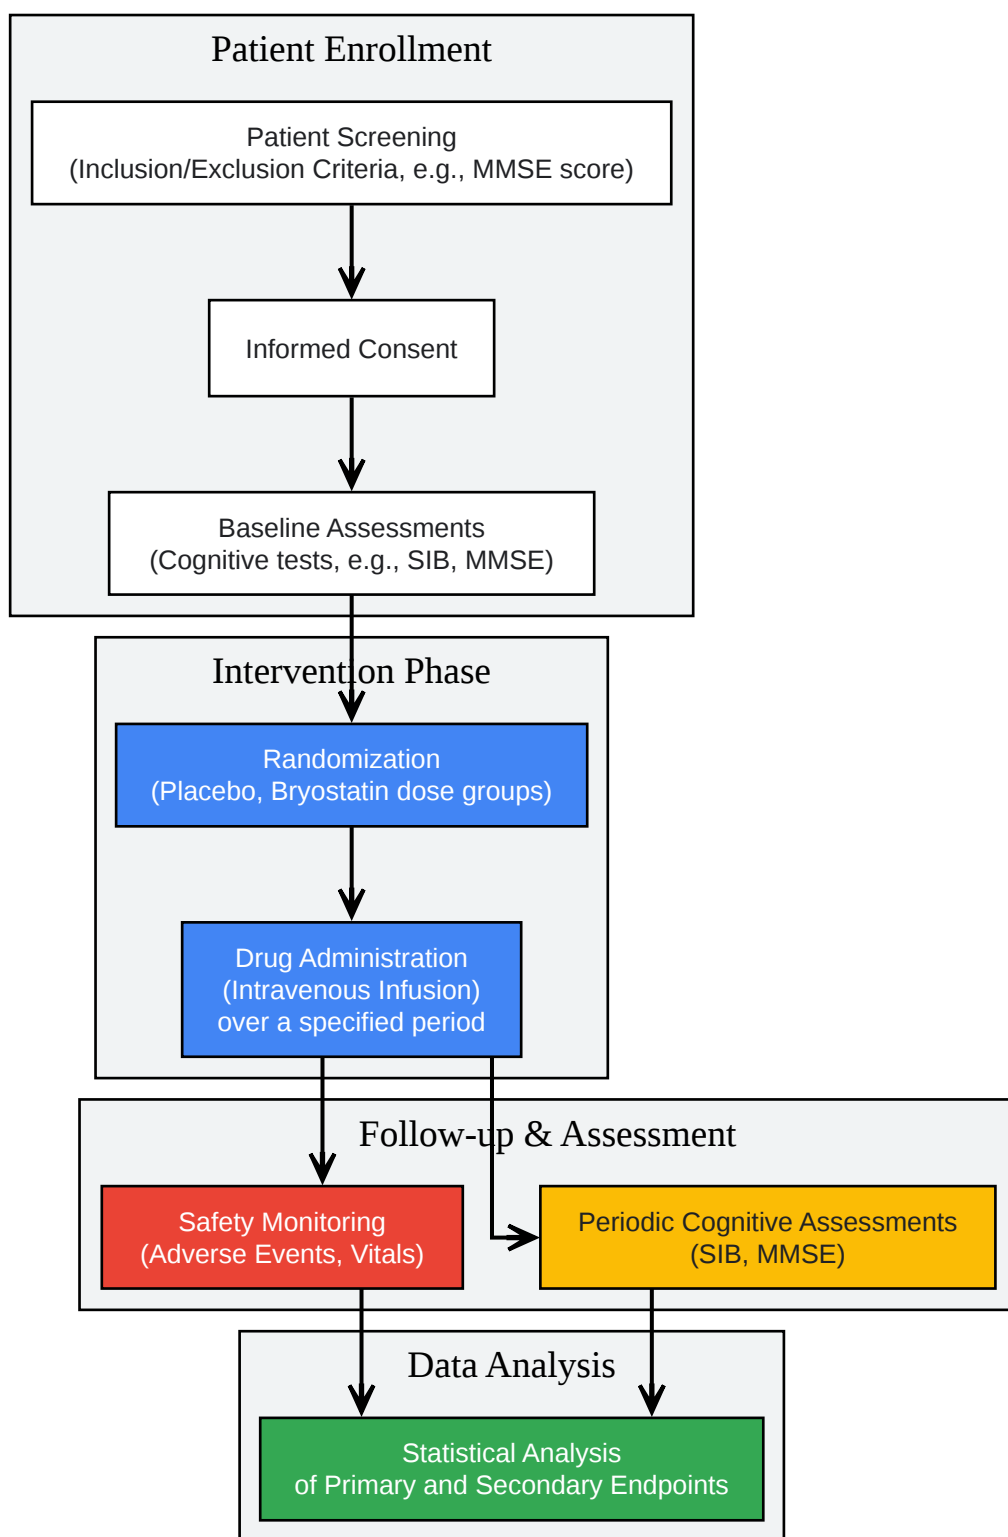 Patient Enrollment
Patient Screening
(Inclusion/Exclusion Criteria, e.g., MMSE score)
Informed Consent
Baseline Assessments
(Cognitive tests, e.g., SIB, MMSE)
Intervention Phase
Randomization
(Placebo, Bryostatin dose groups)
Drug Administration
(Intravenous Infusion)
over a specified period
Follow-up & Assessment
Safety Monitoring
(Adverse Events, Vitals)
Periodic Cognitive Assessments
(SIB, MMSE)
Data Analysis
Statistical Analysis
of Primary and Secondary Endpoints